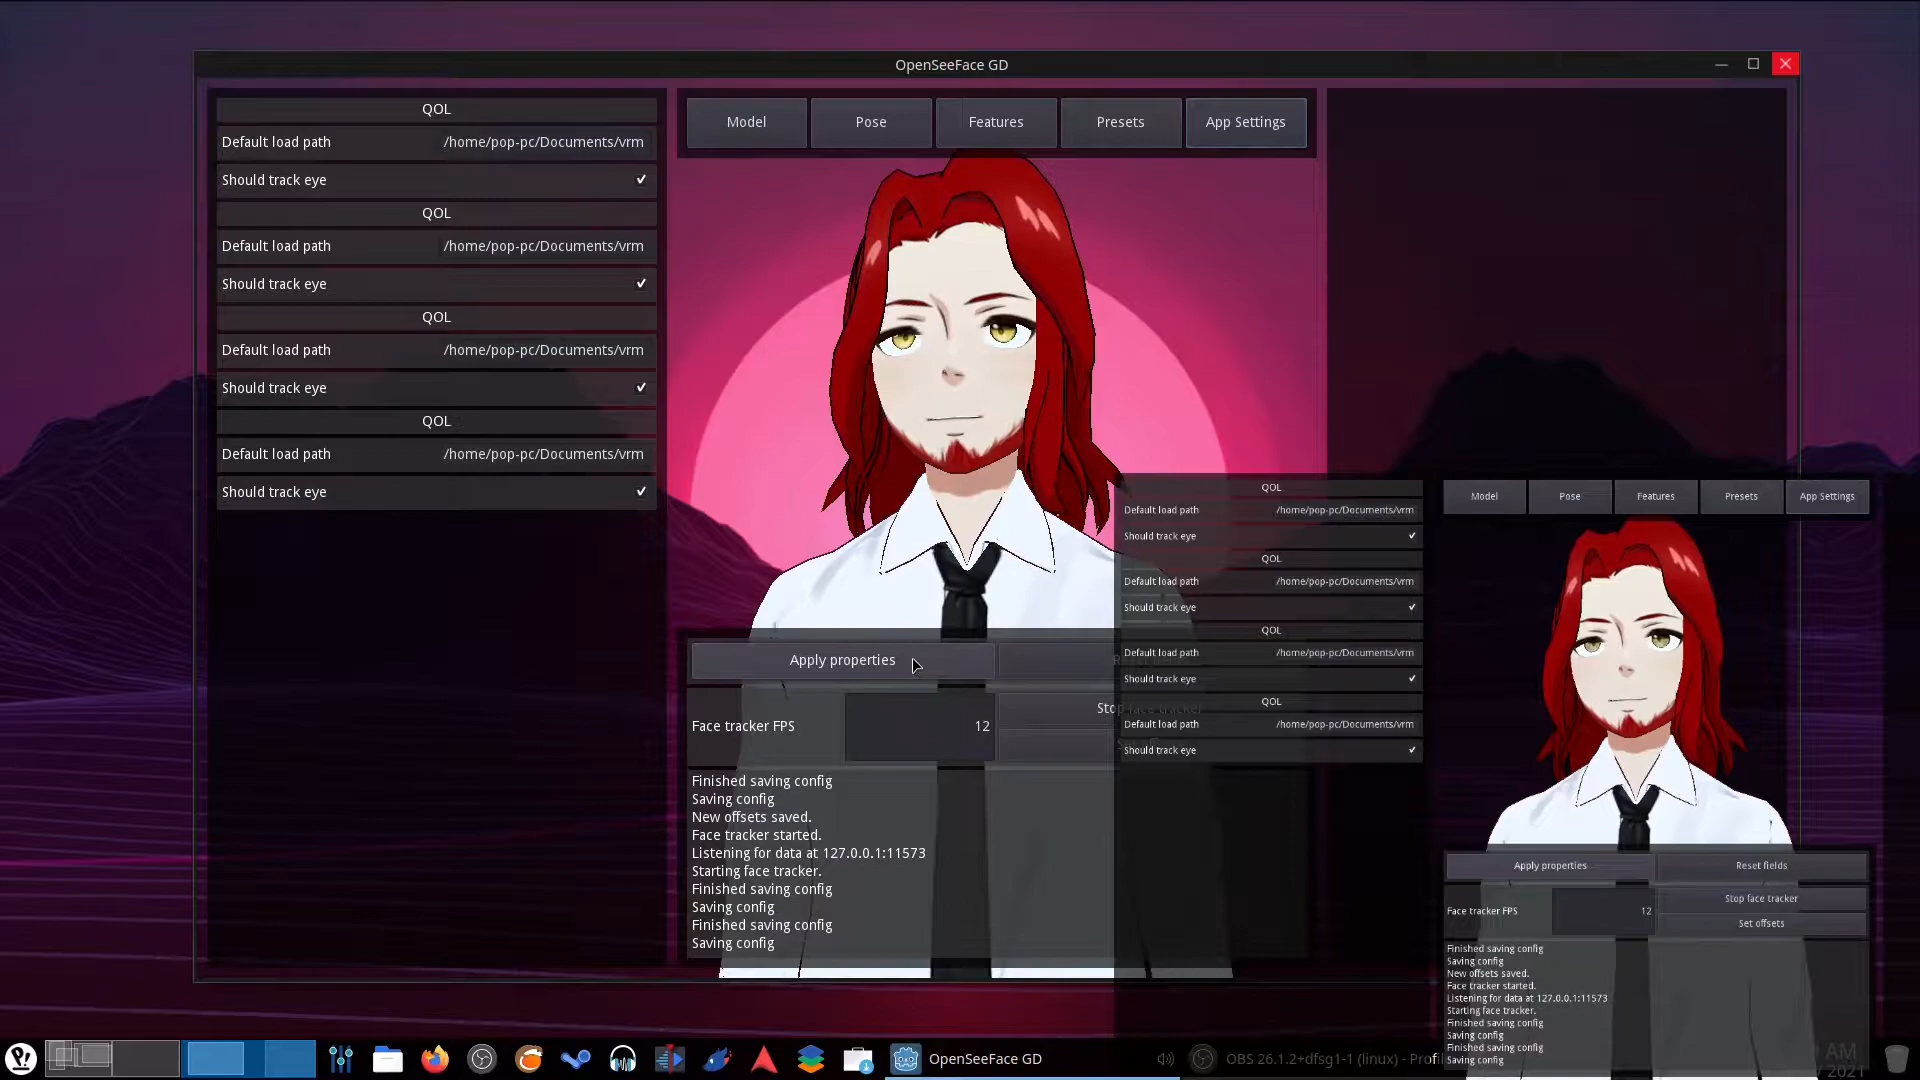 OpenSeeFace GD
QOL
Default load path /home/pop-pc/Documents/vrm
Should track eye
QOL
Default load path /home/pop-pc/Documents/vrm
Should track eye
QOL
Default load path /home/pop-pc/Documents/vrm
Should track eye
QOL
Default load path /home/pop-pc/Documents/vrm
Should track eye
Model Pose Features Presets App Settings
Apply properties
Face tracker FPS 12
Stop face tracker
Finished saving config
Saving config
New offsets saved.
Face tracker started.
Listening for data at 127.0.0.1:11573
Starting face tracker.
Finished saving config
Saving config
Finished saving config
Saving config
QOL
Default load path /home/pop-pc/Documents/vrm
Should track eye
QOL
Default load path /home/pop-pc/Documents/vrm
Should track eye
QOL
Default load path /home/pop-pc/Documents/vrm
Should track eye
QOL
Default load path /home/pop-pc/Documents/vrm
Should track eye
Model Pose Features Presets App Settings
Apply properties Reset fields
Face tracker FPS 12
Stop face tracker
Set offsets
Finished saving config
Saving config
New offsets saved.
Face tracker started.
Listening for data at 127.0.0.1:11573
Starting face tracker.
Finished saving config
Saving config
Finished saving config
Saving config
OpenSeeFace GD
OBS 26.1.2+dfsg1-1 (linux) - Prof
AM
2021